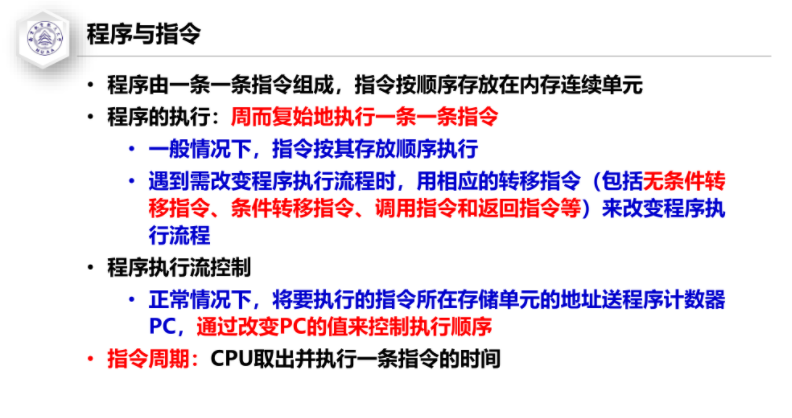 程序与指令
• 程序由一条一条指令组成，指令按顺序存放在内存连续单元
• 程序的执行：周而复始地执行一条一条指令
• 一般情况下，指令按其存放顺序执行
• 遇到需改变程序执行流程时，用相应的转移指令（包括无条件转
移指令、条件转移指令、调用指令和返回指令等）来改变程序执
行流程
• 程序执行流控制
• 正常情况下，将要执行的指令所在存储单元的地址送程序计数器
PC，通过改变PC的值来控制执行顺序
• 指令周期：CPU取出并执行一条指令的时间